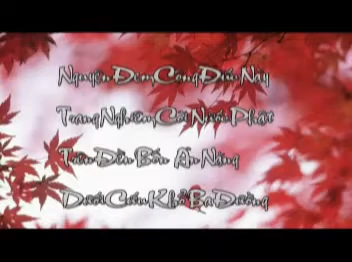 Nguyện Đem Công Đức Này
Trang Nghiêm Cõi Nước Phật
Trên Đền Bốn Ân Nặng
Dưới Cứu Khổ Ba Đường